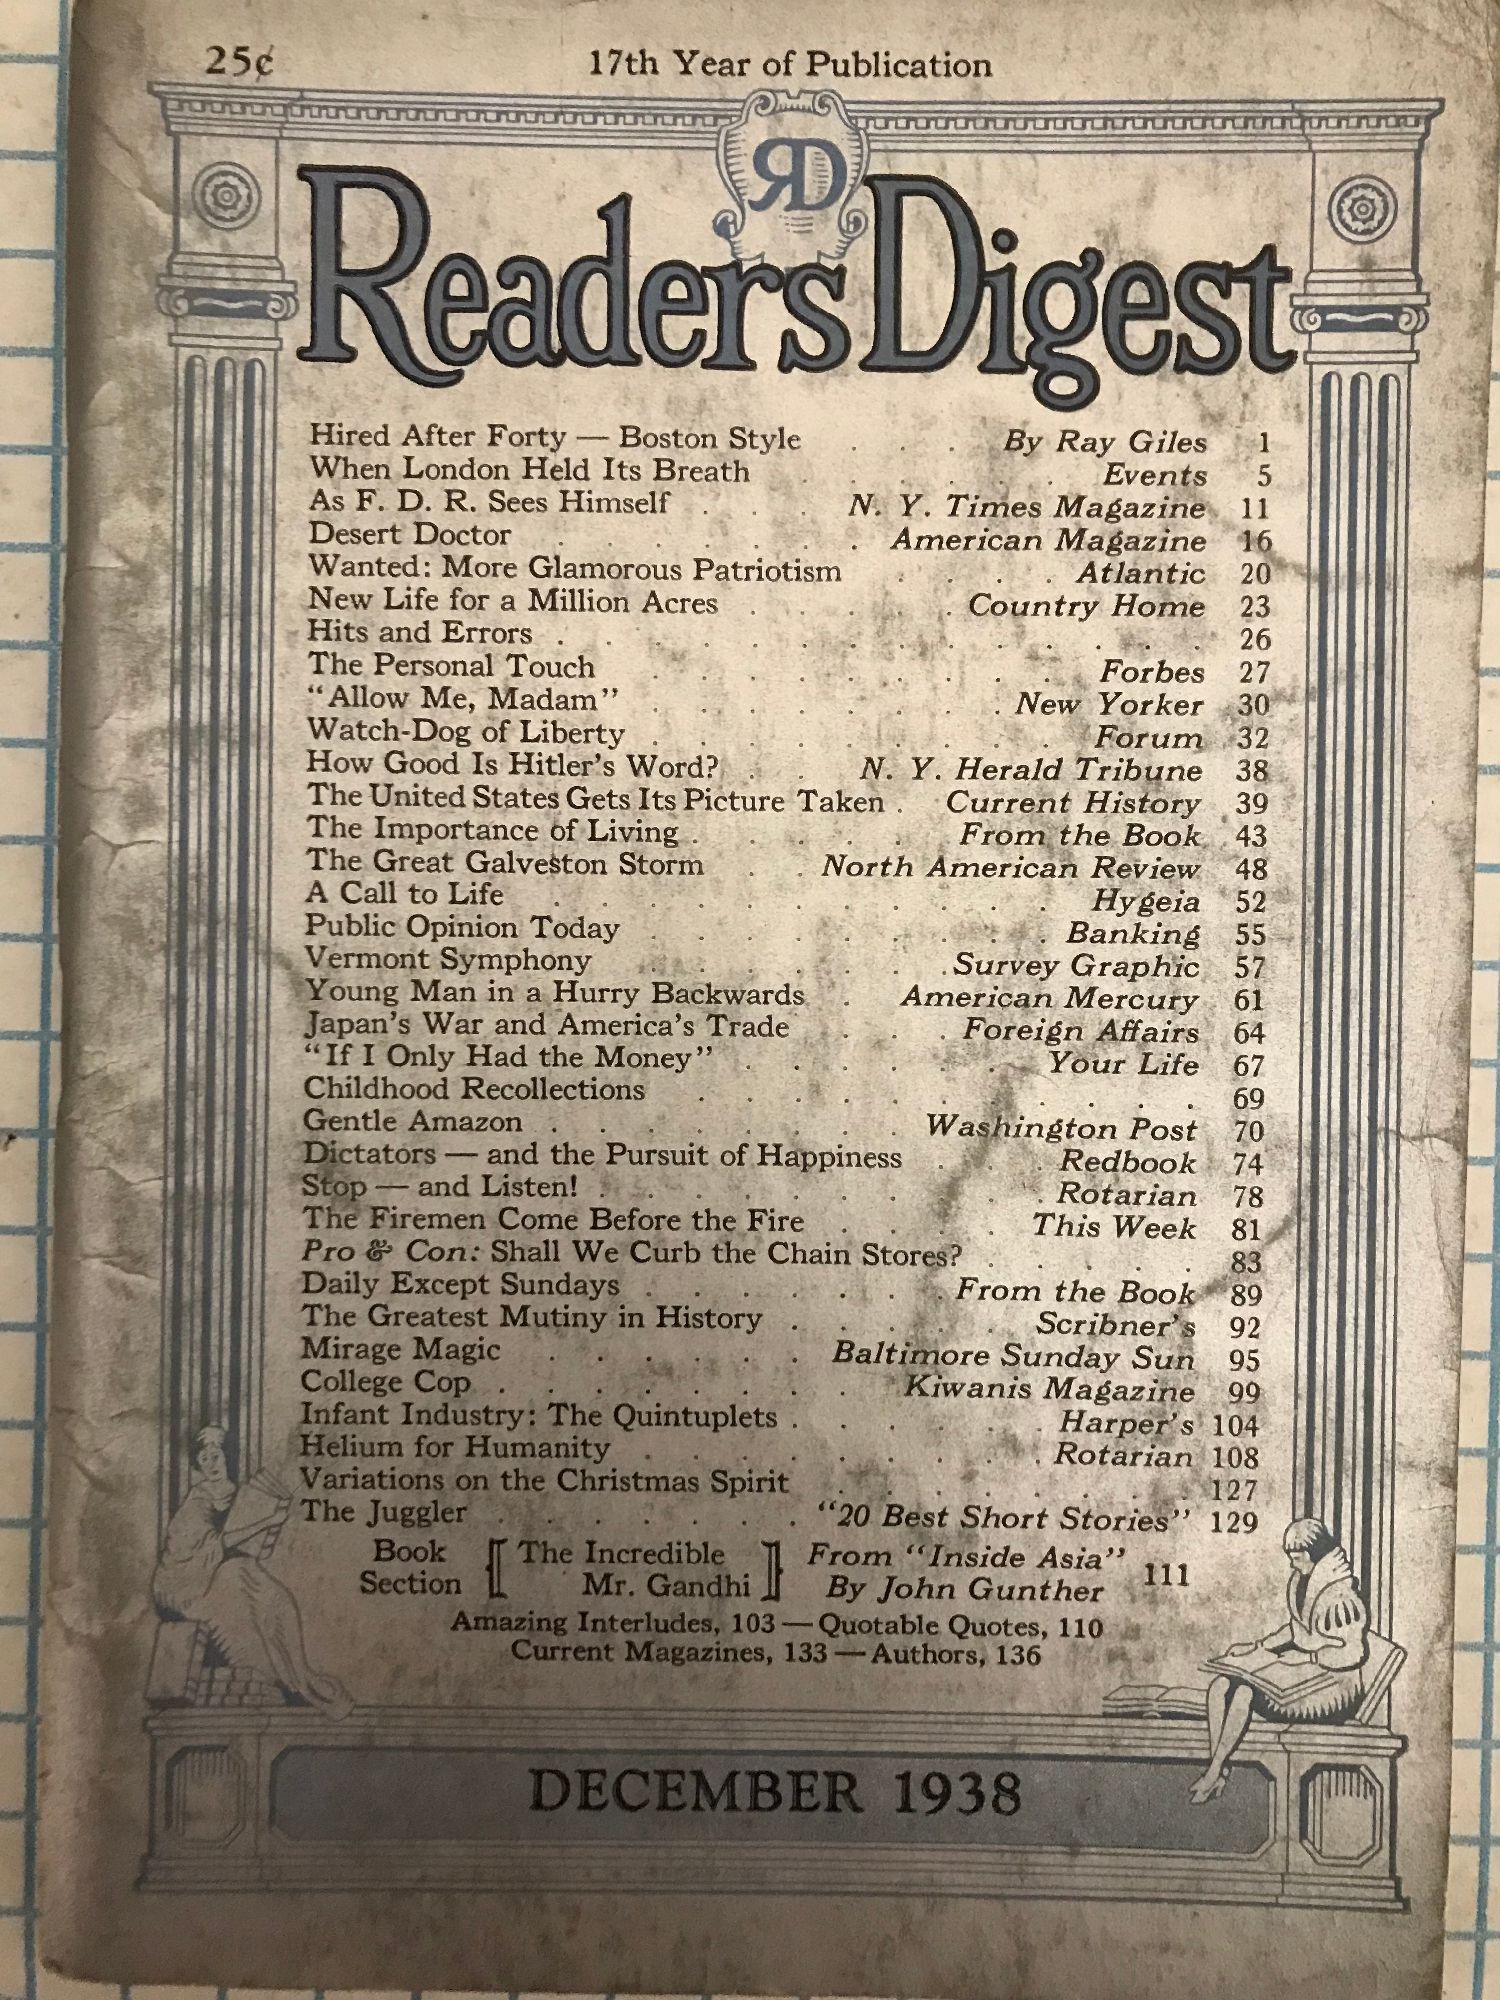 25¢ 17th Year of Publication
RD
Readers Digest
Hired After Forty — Boston Style . . . By Ray Giles 1
When London Held Its Breath . . . . . . Events 5
As F. D. R. Sees Himself . . . N. Y. Times Magazine 11
Desert Doctor . . . . . . . American Magazine 16
Wanted: More Glamorous Patriotism . . . . Atlantic 20
New Life for a Million Acres . . . . . Country Home 23
Hits and Errors . . . . . . . . . . . . . . 26
The Personal Touch . . . . . . . . . Forbes 27
“Allow Me, Madam” . . . . . . . . New Yorker 30
Watch-Dog of Liberty . . . . . . . . . Forum 32
How Good Is Hitler's Word? . . N. Y. Herald Tribune 38
The United States Gets Its Picture Taken . Current History 39
The Importance of Living . . . . . From the Book 43
The Great Galveston Storm . . North American Review 48
A Call to Life . . . . . . . . . . . Hygeia 52
Public Opinion Today . . . . . . . . . Banking 55
Vermont Symphony . . . . . . . Survey Graphic 57
Young Man in a Hurry Backwards . American Mercury 61
Japan's War and America's Trade . . . Foreign Affairs 64
“If I Only Had the Money” . . . . . . Your Life 67
Childhood Recollections . . . . . . . . . . . 69
Gentle Amazon . . . . . . . . Washington Post 70
Dictators — and the Pursuit of Happiness . . . Redbook 74
Stop — and Listen! . . . . . . . . . . Rotarian 78
The Firemen Come Before the Fire . . . . This Week 81
Pro & Con: Shall We Curb the Chain Stores? . . . . . 83
Daily Except Sundays . . . . . . . From the Book 89
The Greatest Mutiny in History . . . . . Scribner's 92
Mirage Magic . . . . . . Baltimore Sunday Sun 95
College Cop . . . . . . . . Kiwanis Magazine 99
Infant Industry: The Quintuplets . . . . . . Harper's 104
Helium for Humanity . . . . . . . . . Rotarian 108
Variations on the Christmas Spirit . . . . . . . . 127
The Juggler . . . . . . . “20 Best Short Stories” 129
Book [ The Incredible ] From “Inside Asia” 111
Section Mr. Gandhi By John Gunther
Amazing Interludes, 103 — Quotable Quotes, 110
Current Magazines, 133 — Authors, 136
DECEMBER 1938